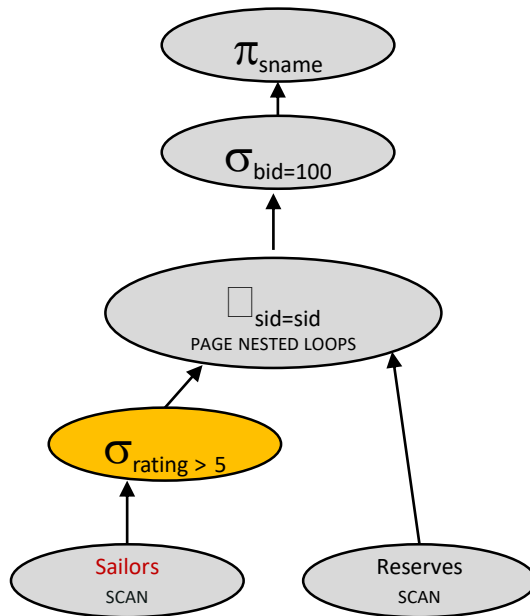 πsname
σbid=100
□sid=sid
PAGE NESTED LOOPS
σrating > 5
Sailors
SCAN
Reserves
SCAN